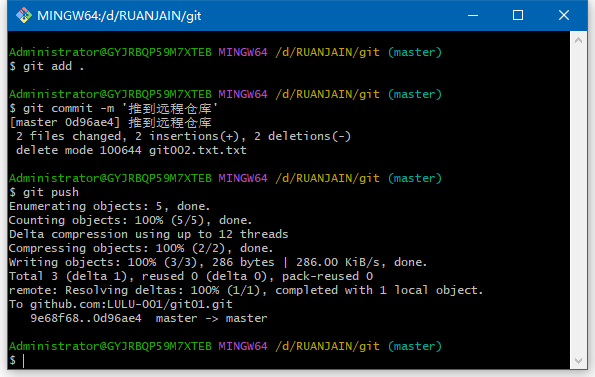 MINGW64:/d/RUANJAIN/git
Administrator@GYJRBQP59M7XTEB MINGW64 /d/RUANJAIN/git (master)
$ git add .
Administrator@GYJRBQP59M7XTEB MINGW64 /d/RUANJAIN/git (master)
$ git commit -m '推到远程仓库'
[master 0d96ae4] 推到远程仓库
 2 files changed, 2 insertions(+), 2 deletions(-)
 delete mode 100644 git002.txt.txt
Administrator@GYJRBQP59M7XTEB MINGW64 /d/RUANJAIN/git (master)
$ git push
Enumerating objects: 5, done.
Counting objects: 100% (5/5), done.
Delta compression using up to 12 threads
Compressing objects: 100% (2/2), done.
Writing objects: 100% (3/3), 286 bytes | 286.00 KiB/s, done.
Total 3 (delta 1), reused 0 (delta 0), pack-reused 0
remote: Resolving deltas: 100% (1/1), completed with 1 local object.
To github.com:LULU-001/git01.git
   9e68f68..0d96ae4  master -> master
Administrator@GYJRBQP59M7XTEB MINGW64 /d/RUANJAIN/git (master)
$